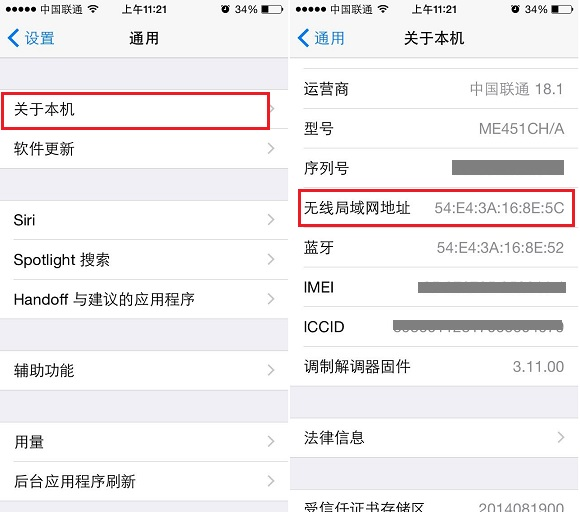 中国联通 上午11:21 34%
设置 通用
关于本机
软件更新
Siri
Spotlight 搜索
Handoff 与建议的应用程序
辅助功能
用量
后台应用程序刷新
中国联通 上午11:21 34%
通用 关于本机
运营商 中国联通 18.1
型号 ME451CH/A
序列号
无线局域网地址 54:E4:3A:16:8E:5C
蓝牙 54:E4:3A:16:8E:52
IMEI
ICCID
调制解调器固件 3.11.00
法律信息
受信任证书存储区 2014081900